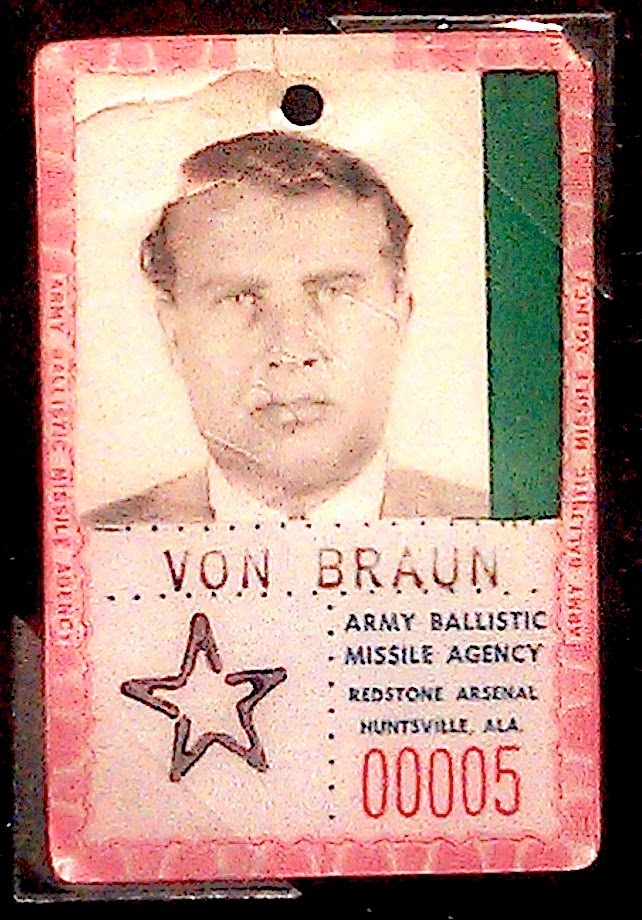 VON BRAUN
ARMY BALLISTIC
MISSILE AGENCY
REDSTONE ARSENAL
HUNTSVILLE, ALA.
00005
ARMY BALLISTIC MISSILE AGENCY
ARMY BALLISTIC MISSILE AGENCY